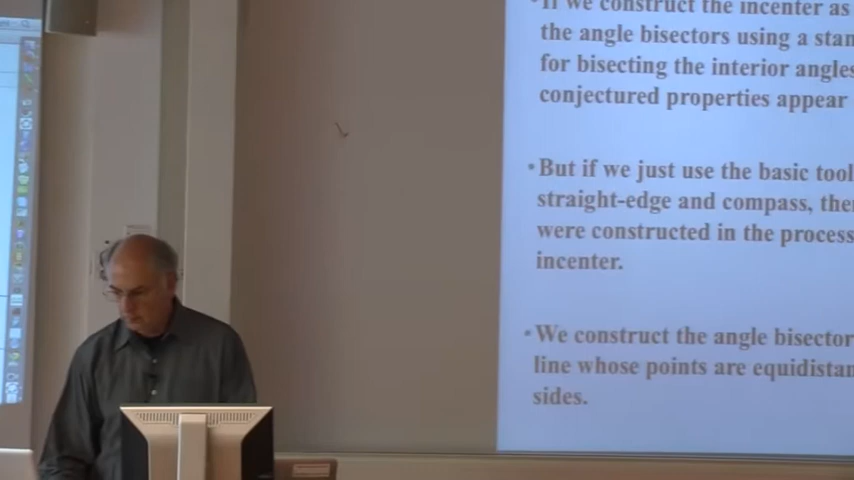 If we construct the incenter as
the angle bisectors using a stan
for bisecting the interior angles
conjectured properties appear
•But if we just use the basic tool
straight-edge and compass, then
were constructed in the process
incenter.
•We construct the angle bisector
line whose points are equidistan
sides.